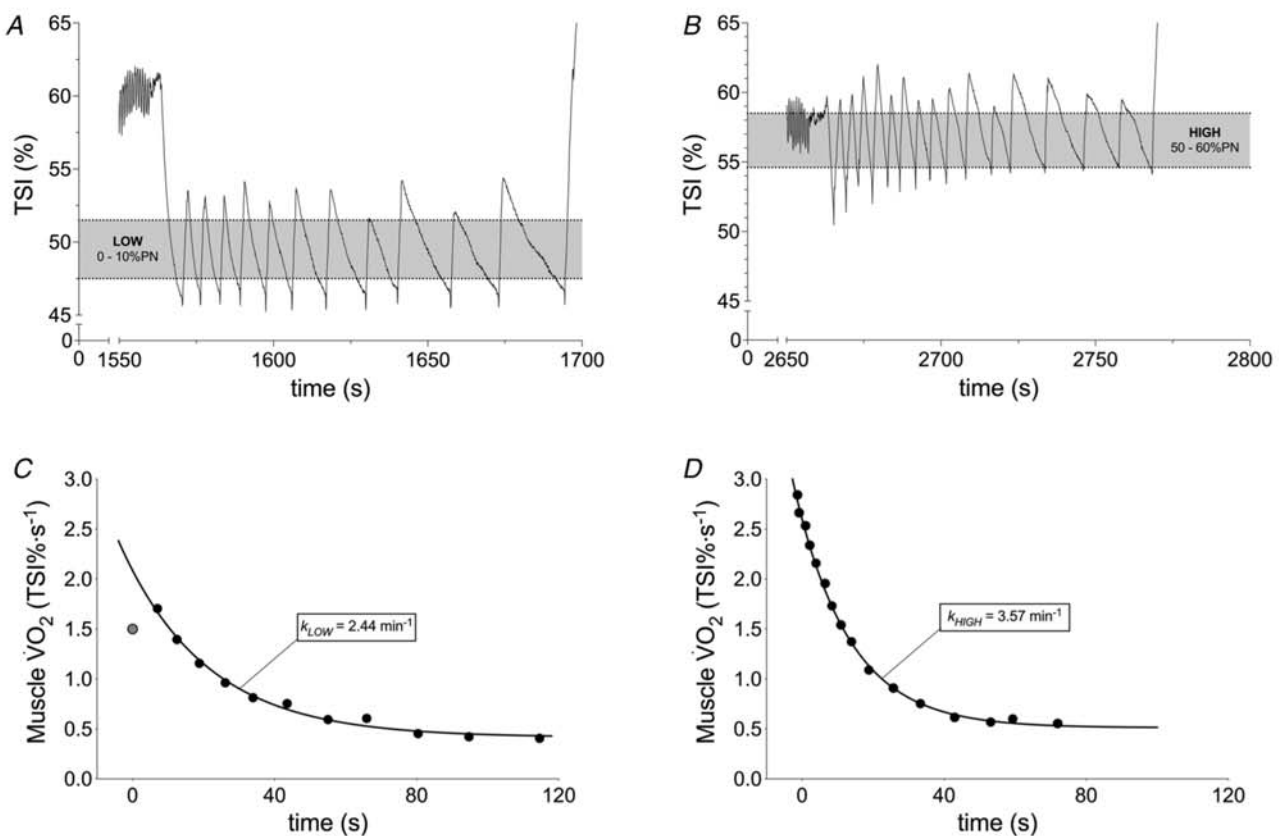 A
65
60
55
50
45
0
TSI (%)
LOW
0 - 10%PN
0 1550 1600 1650 1700
time (s)
B
65
60
55
50
45
0
TSI (%)
HIGH
50 - 60%PN
0 2650 2700 2750 2800
time (s)
C
3.0
2.5
2.0
1.5
1.0
0.5
0.0
Muscle V̇O₂ (TSI%·s⁻¹)
k_LOW = 2.44 min⁻¹
0 40 80 120
time (s)
D
3.0
2.5
2.0
1.5
1.0
0.5
0.0
Muscle V̇O₂ (TSI%·s⁻¹)
k_HIGH = 3.57 min⁻¹
0 40 80 120
time (s)